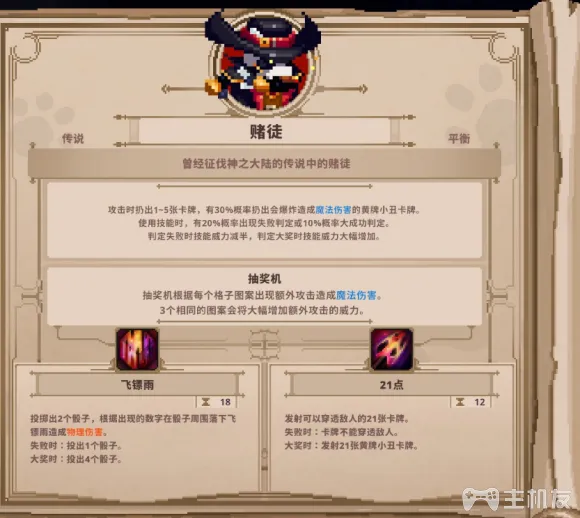 赌徒
传说
平衡
曾经征伐神之大陆的传说中的赌徒
攻击时扔出1~5张卡牌，有30%概率扔出会爆炸造成魔法伤害的黄牌小丑卡牌。
使用技能时，有20%概率出现失败判定或10%概率大成功判定。
判定失败时技能威力减半，判定大奖时技能威力大幅增加。
抽奖机
抽奖机根据每个格子图案出现额外攻击造成魔法伤害。
3个相同的图案会将大幅增加额外攻击的威力。
飞镖雨
18
投掷出2个骰子，根据出现的数字在骰子周围落下飞
镖雨造成物理伤害。
失败时：投出1个骰子。
大奖时：投出4个骰子。
21点
12
发射可以穿透敌人的21张卡牌。
失败时：卡牌不能穿透敌人。
大奖时：发射21张黄牌小丑卡牌。
主机友